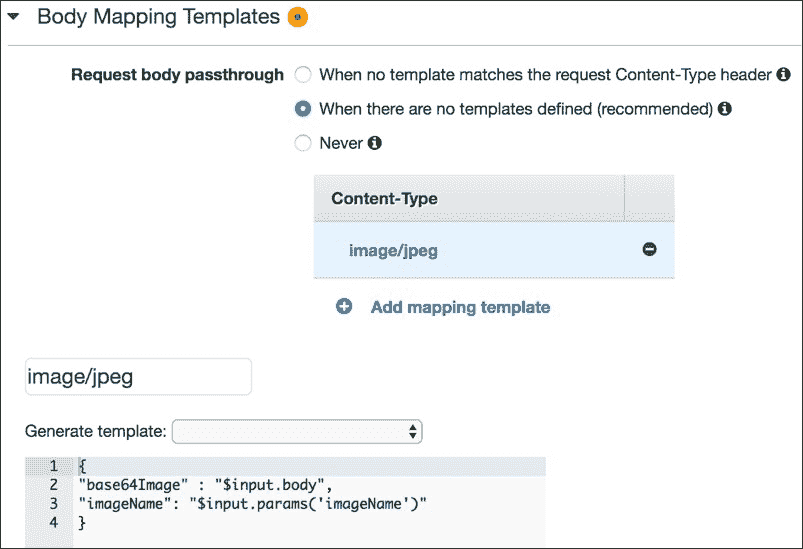 Body Mapping Templates
Request body passthrough
When no template matches the request Content-Type header
When there are no templates defined (recommended)
Never
Content-Type
image/jpeg
Add mapping template
image/jpeg
Generate template:
1 {
2 "base64Image" : "$input.body",
3 "imageName": "$input.params('imageName')"
4 }